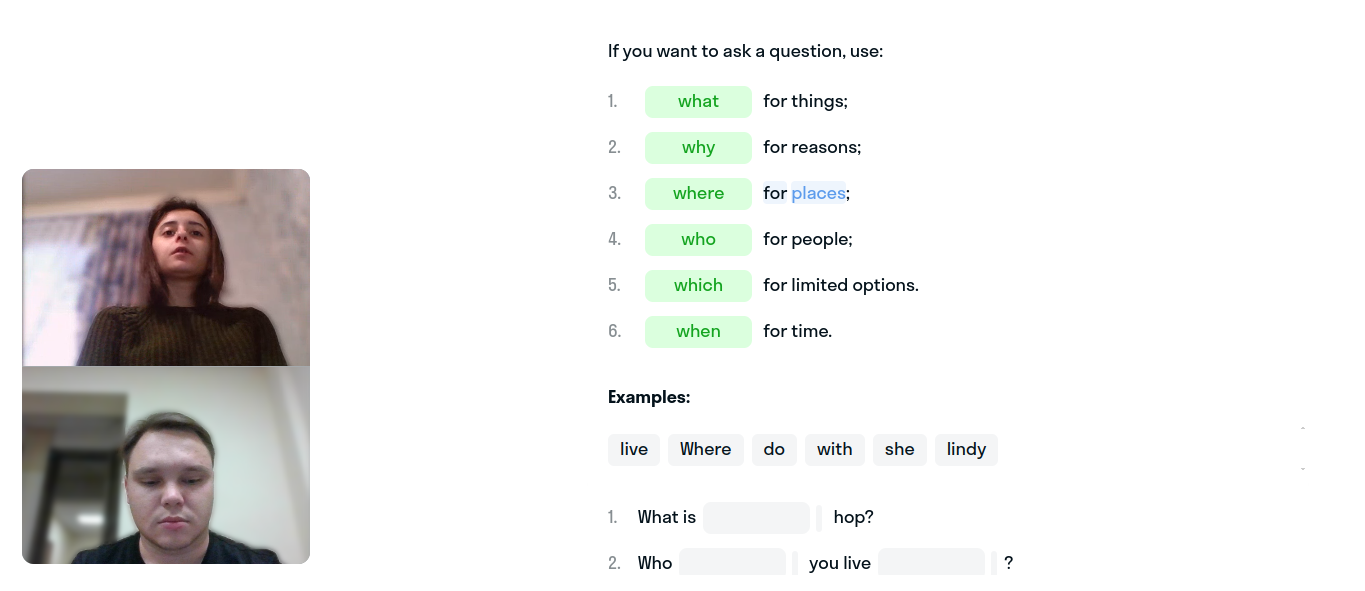 If you want to ask a question, use:
1. what for things;
2. why for reasons;
3. where for places;
4. who for people;
5. which for limited options.
6. when for time.
Examples:
live Where do with she lindy
1. What is hop?
2. Who you live ?